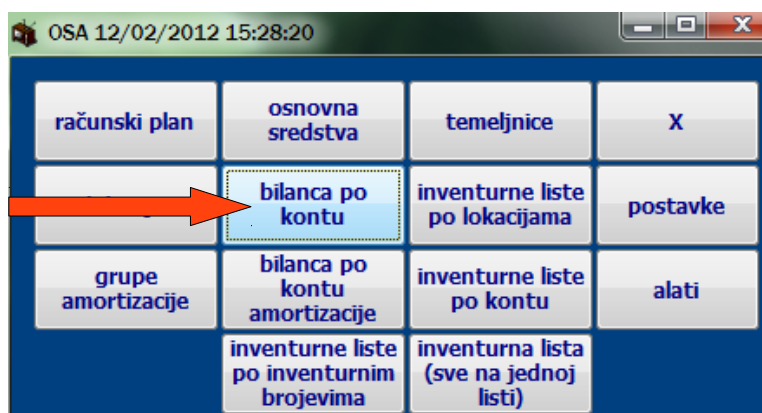 OSA 12/02/2012 15:28:20
računski plan
osnovna
sredstva
temeljnice
X
bilanca po
kontu
inventurne liste
po lokacijama
postavke
grupe
amortizacije
bilanca po
kontu
amortizacije
inventurne liste
po kontu
alati
inventurne liste
po inventurnim
brojevima
inventurna lista
(sve na jednoj
listi)